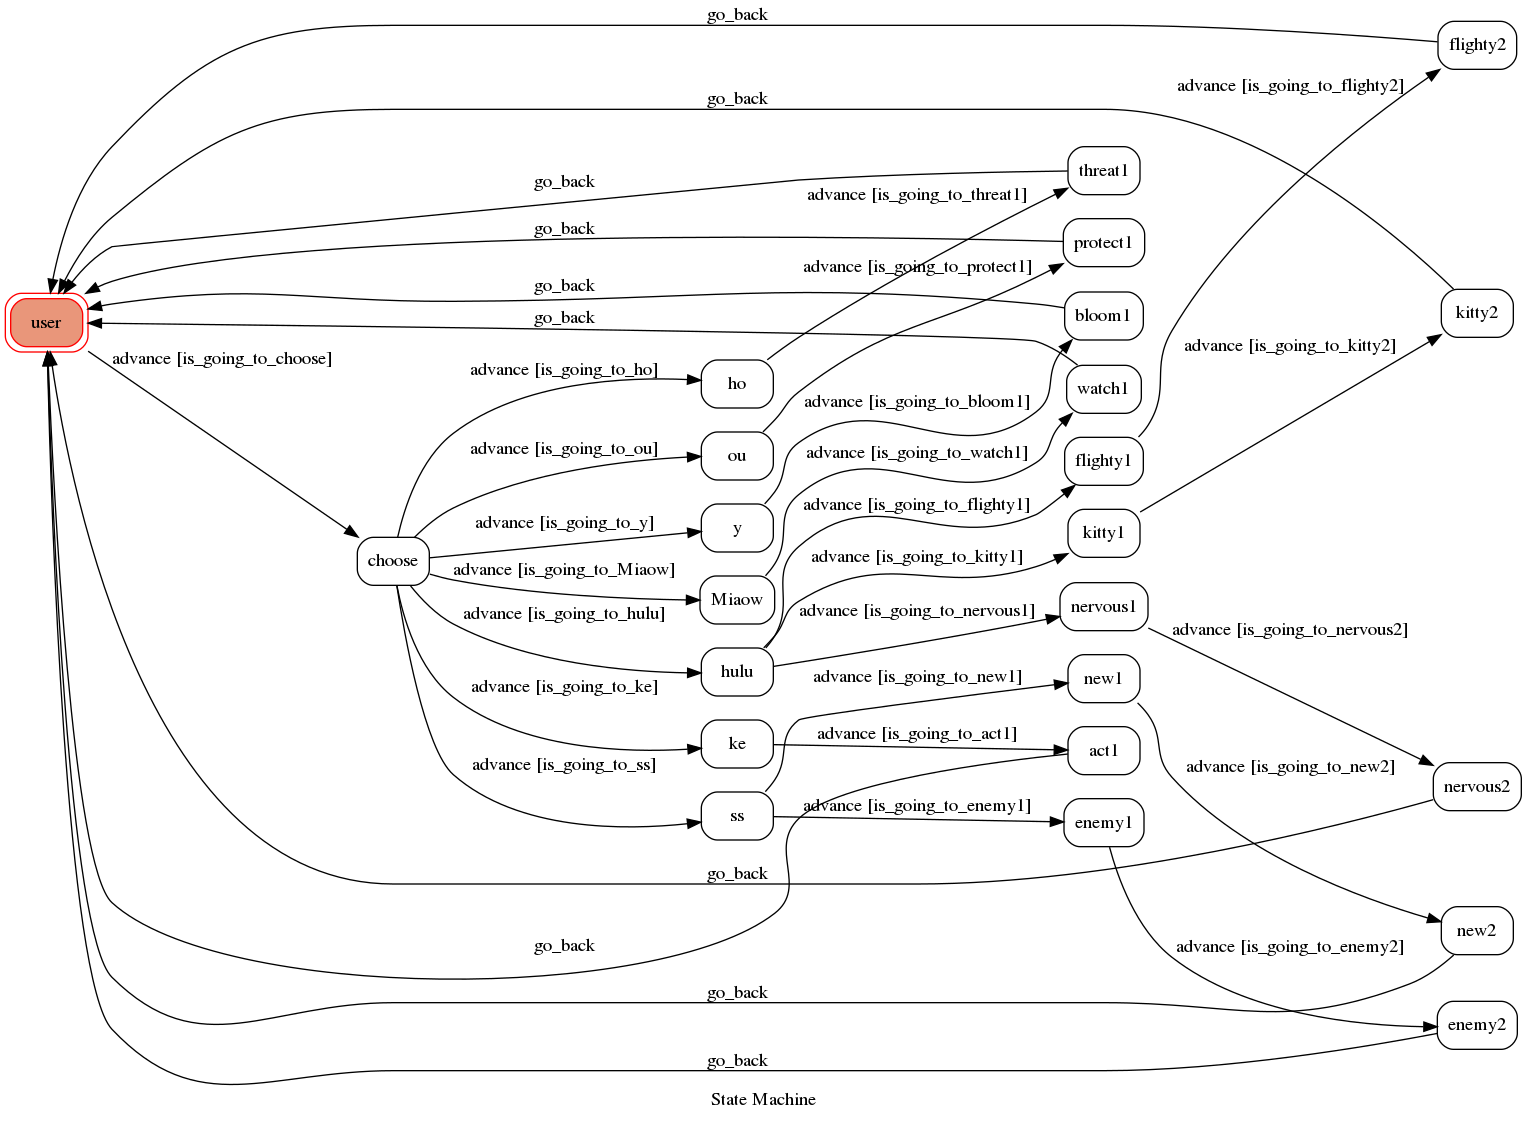 go_back
flighty2
advance [is_going_to_flighty2]
go_back
threat1
go_back
advance [is_going_to_threat1]
go_back
protect1
advance [is_going_to_protect1]
go_back
bloom1
kitty2
go_back
user
advance [is_going_to_choose]
advance [is_going_to_kitty2]
advance [is_going_to_ho]
ho
watch1
advance [is_going_to_bloom1]
advance [is_going_to_ou]
ou
advance [is_going_to_watch1]
flighty1
advance [is_going_to_flighty1]
advance [is_going_to_y]
y
kitty1
choose
advance [is_going_to_kitty1]
advance [is_going_to_Miaow]
Miaow
nervous1
advance [is_going_to_hulu]
advance [is_going_to_nervous1]
advance [is_going_to_nervous2]
hulu
advance [is_going_to_new1]
new1
advance [is_going_to_ke]
ke
advance [is_going_to_act1]
act1
advance [is_going_to_ss]
advance [is_going_to_new2]
nervous2
ss
advance [is_going_to_enemy1]
enemy1
go_back
new2
go_back
advance [is_going_to_enemy2]
go_back
enemy2
go_back
State Machine